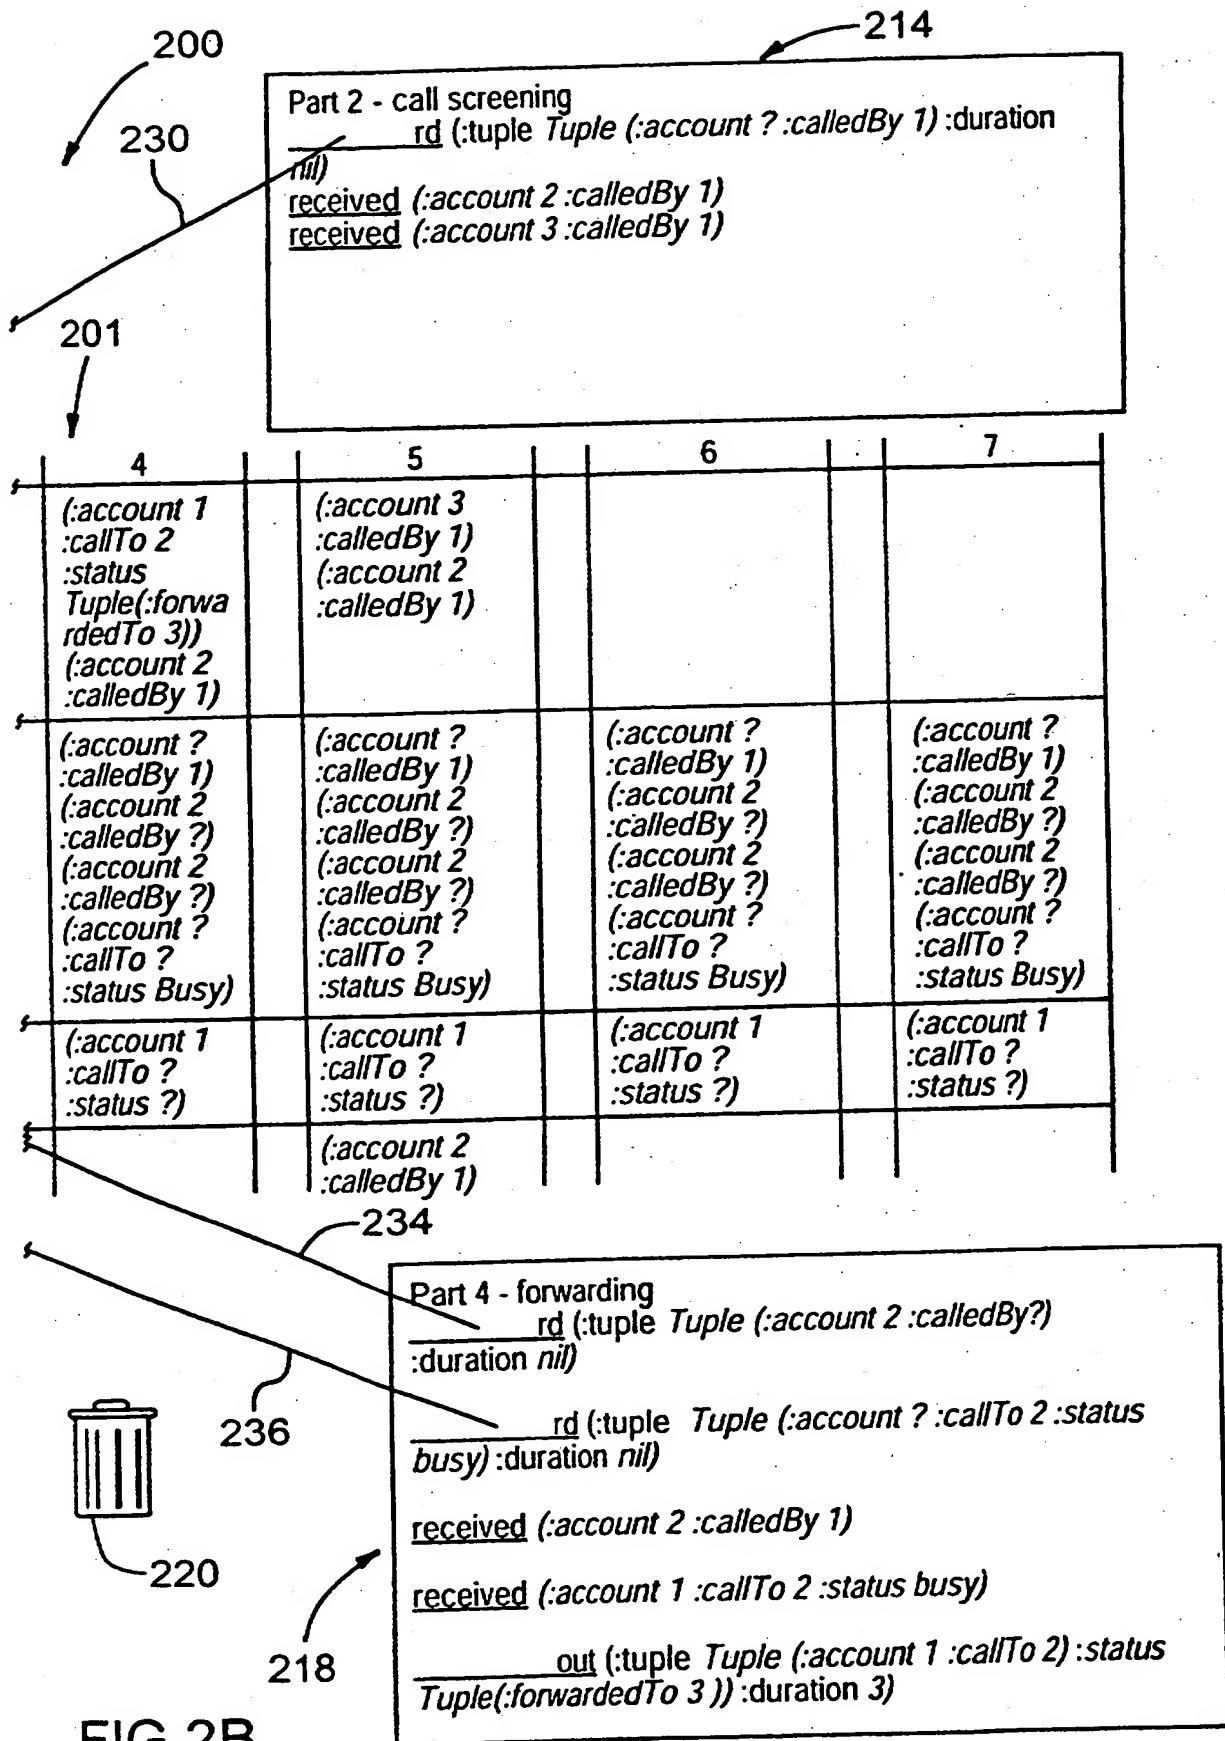 200
214
Part 2 - call screening
rd (:tuple Tuple (:account ? :calledBy 1) :duration
nil)
received (:account 2 :calledBy 1)
received (:account 3 :calledBy 1)
230
201
4
5
6
7
(:account 1
:callTo 2
:status
Tuple(:forwa
rdedTo 3))
(:account 2
:calledBy 1)
(:account 3
:calledBy 1)
(:account 2
:calledBy 1)
(:account ?
:calledBy 1)
(:account 2
:calledBy ?)
(:account 2
:calledBy ?)
(:account ?
:callTo ?
:status Busy)
(:account ?
:calledBy 1)
(:account 2
:calledBy ?)
(:account 2
:calledBy ?)
(:account ?
:callTo ?
:status Busy)
(:account ?
:calledBy 1)
(:account 2
:calledBy ?)
(:account 2
:calledBy ?)
(:account ?
:callTo ?
:status Busy)
(:account ?
:calledBy 1)
(:account 2
:calledBy ?)
(:account 2
:calledBy ?)
(:account ?
:callTo ?
:status Busy)
(:account 1
:callTo ?
:status ?)
(:account 1
:callTo ?
:status ?)
(:account 1
:callTo ?
:status ?)
(:account 1
:callTo ?
:status ?)
(:account 2
:calledBy 1)
234
236
220
218
Part 4 - forwarding
rd (:tuple Tuple (:account 2 :calledBy?)
:duration nil)
rd (:tuple Tuple (:account ? :callTo 2 :status
busy) :duration nil)
received (:account 2 :calledBy 1)
received (:account 1 :callTo 2 :status busy)
out (:tuple Tuple (:account 1 :callTo 2) :status
Tuple(:forwardedTo 3 )) :duration 3)
FIG 2B